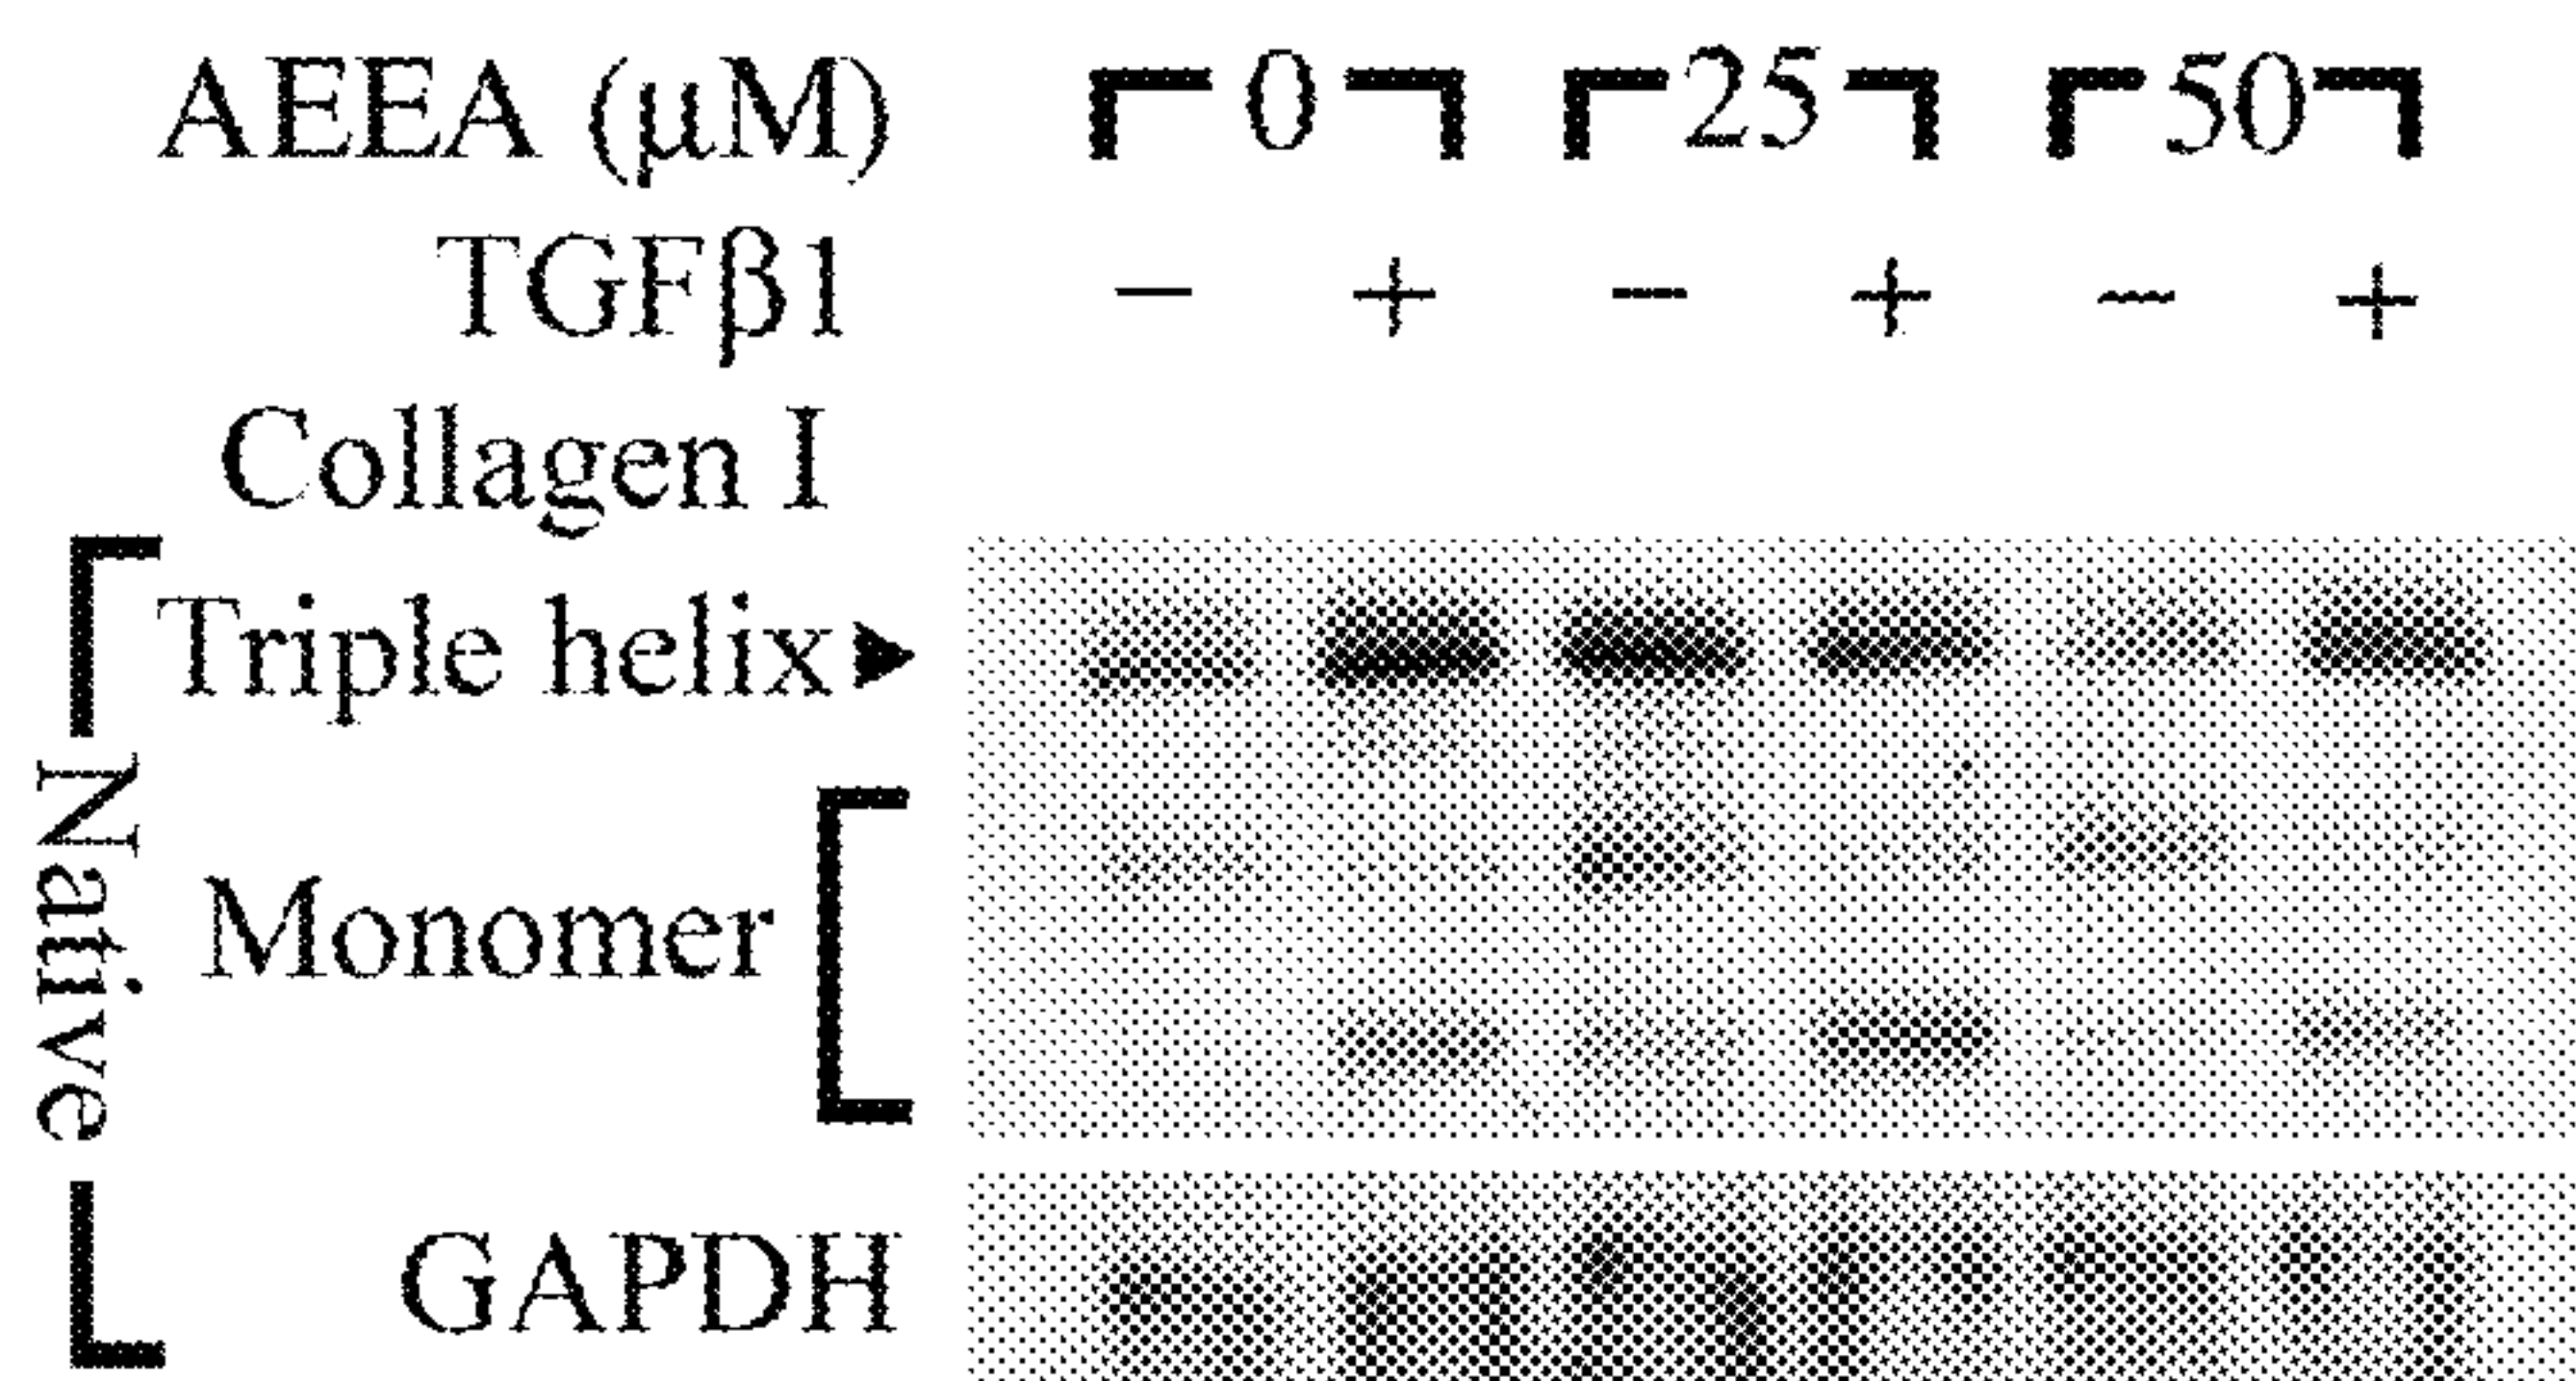 AEEA (μM) 0 25 50
TGFβ1 − + − + − +
Collagen I
Triple helix
Native
Monomer
GAPDH